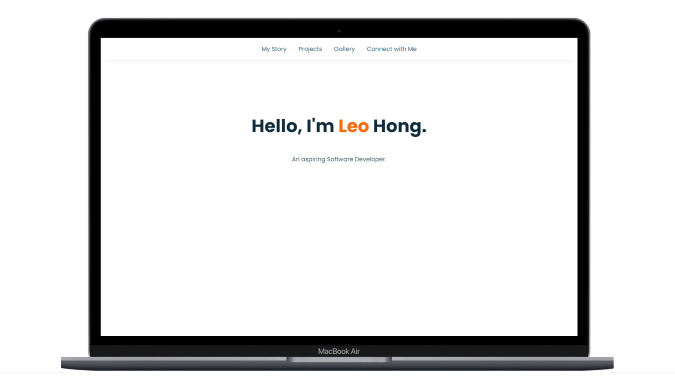 My Story Projects Gallery Connect with Me
Hello, I'm Leo Hong.
An aspiring Software Developer.
MacBook Air